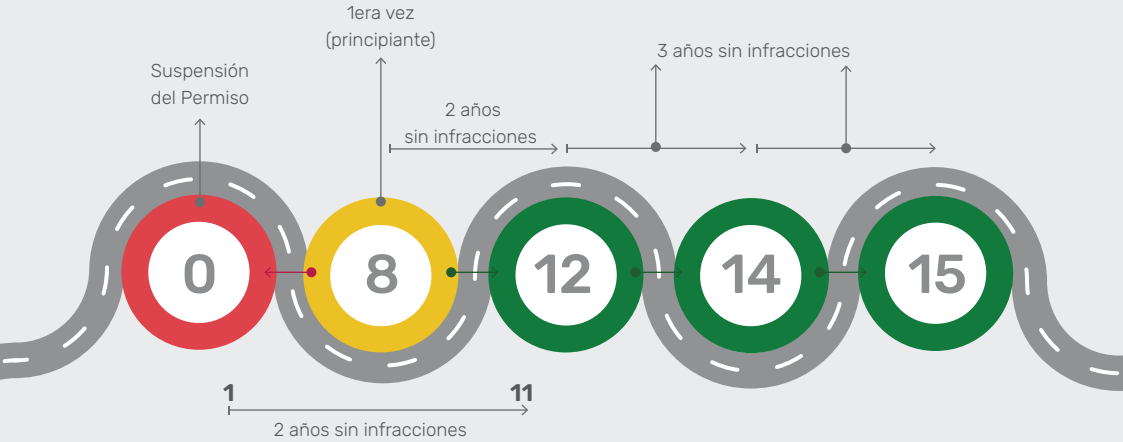 1era vez
(principiante)
Suspensión
del Permiso
2 años
sin infracciones
3 años sin infracciones
0
8
12
14
15
1
11
2 años sin infracciones